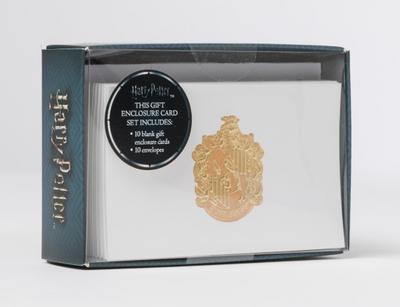 Harry Potter
Harry Potter
THIS GIFT
ENCLOSURE CARD
SET INCLUDES:
• 10 blank gift
enclosure cards
• 10 envelopes